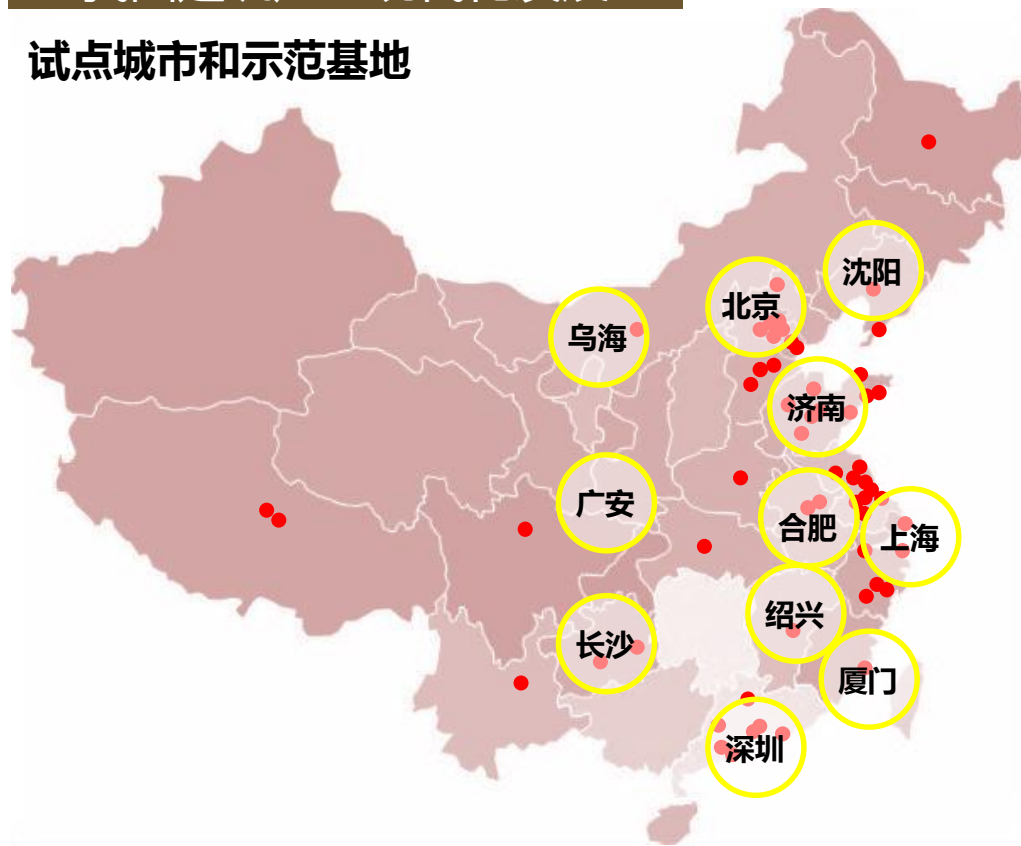 试点城市和示范基地
沈阳
北京
乌海
济南
广安
合肥
上海
绍兴
长沙
厦门
深圳